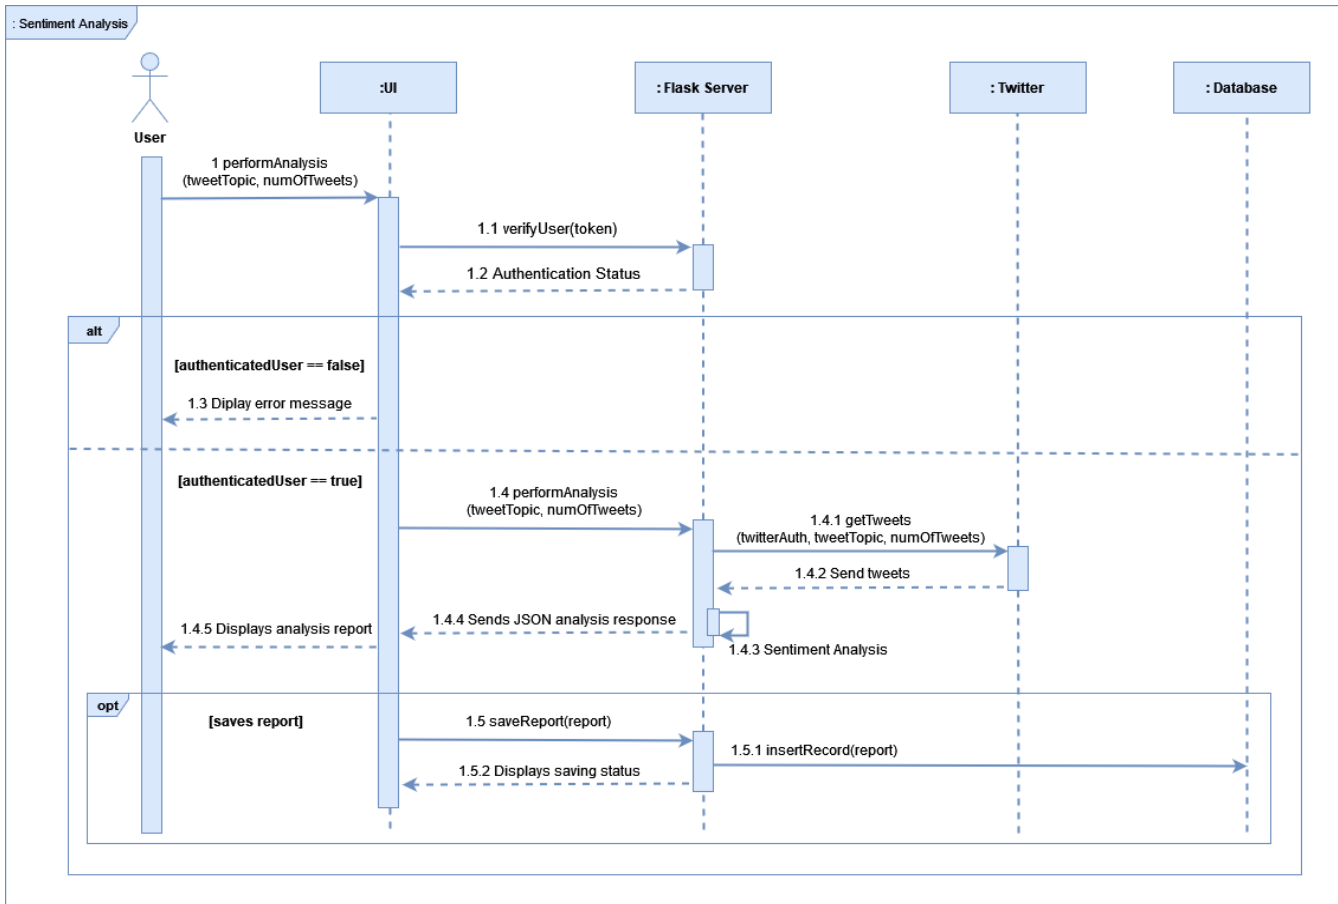 : Sentiment Analysis
User
:UI
: Flask Server
: Twitter
: Database
1 performAnalysis
(tweetTopic, numOfTweets)
1.1 verifyUser(token)
1.2 Authentication Status
alt
[authenticatedUser == false]
1.3 Diplay error message
[authenticatedUser == true]
1.4 performAnalysis
(tweetTopic, numOfTweets)
1.4.1 getTweets
(twitterAuth, tweetTopic, numOfTweets)
1.4.2 Send tweets
1.4.3 Sentiment Analysis
1.4.4 Sends JSON analysis response
1.4.5 Displays analysis report
opt
[saves report]
1.5 saveReport(report)
1.5.1 insertRecord(report)
1.5.2 Displays saving status